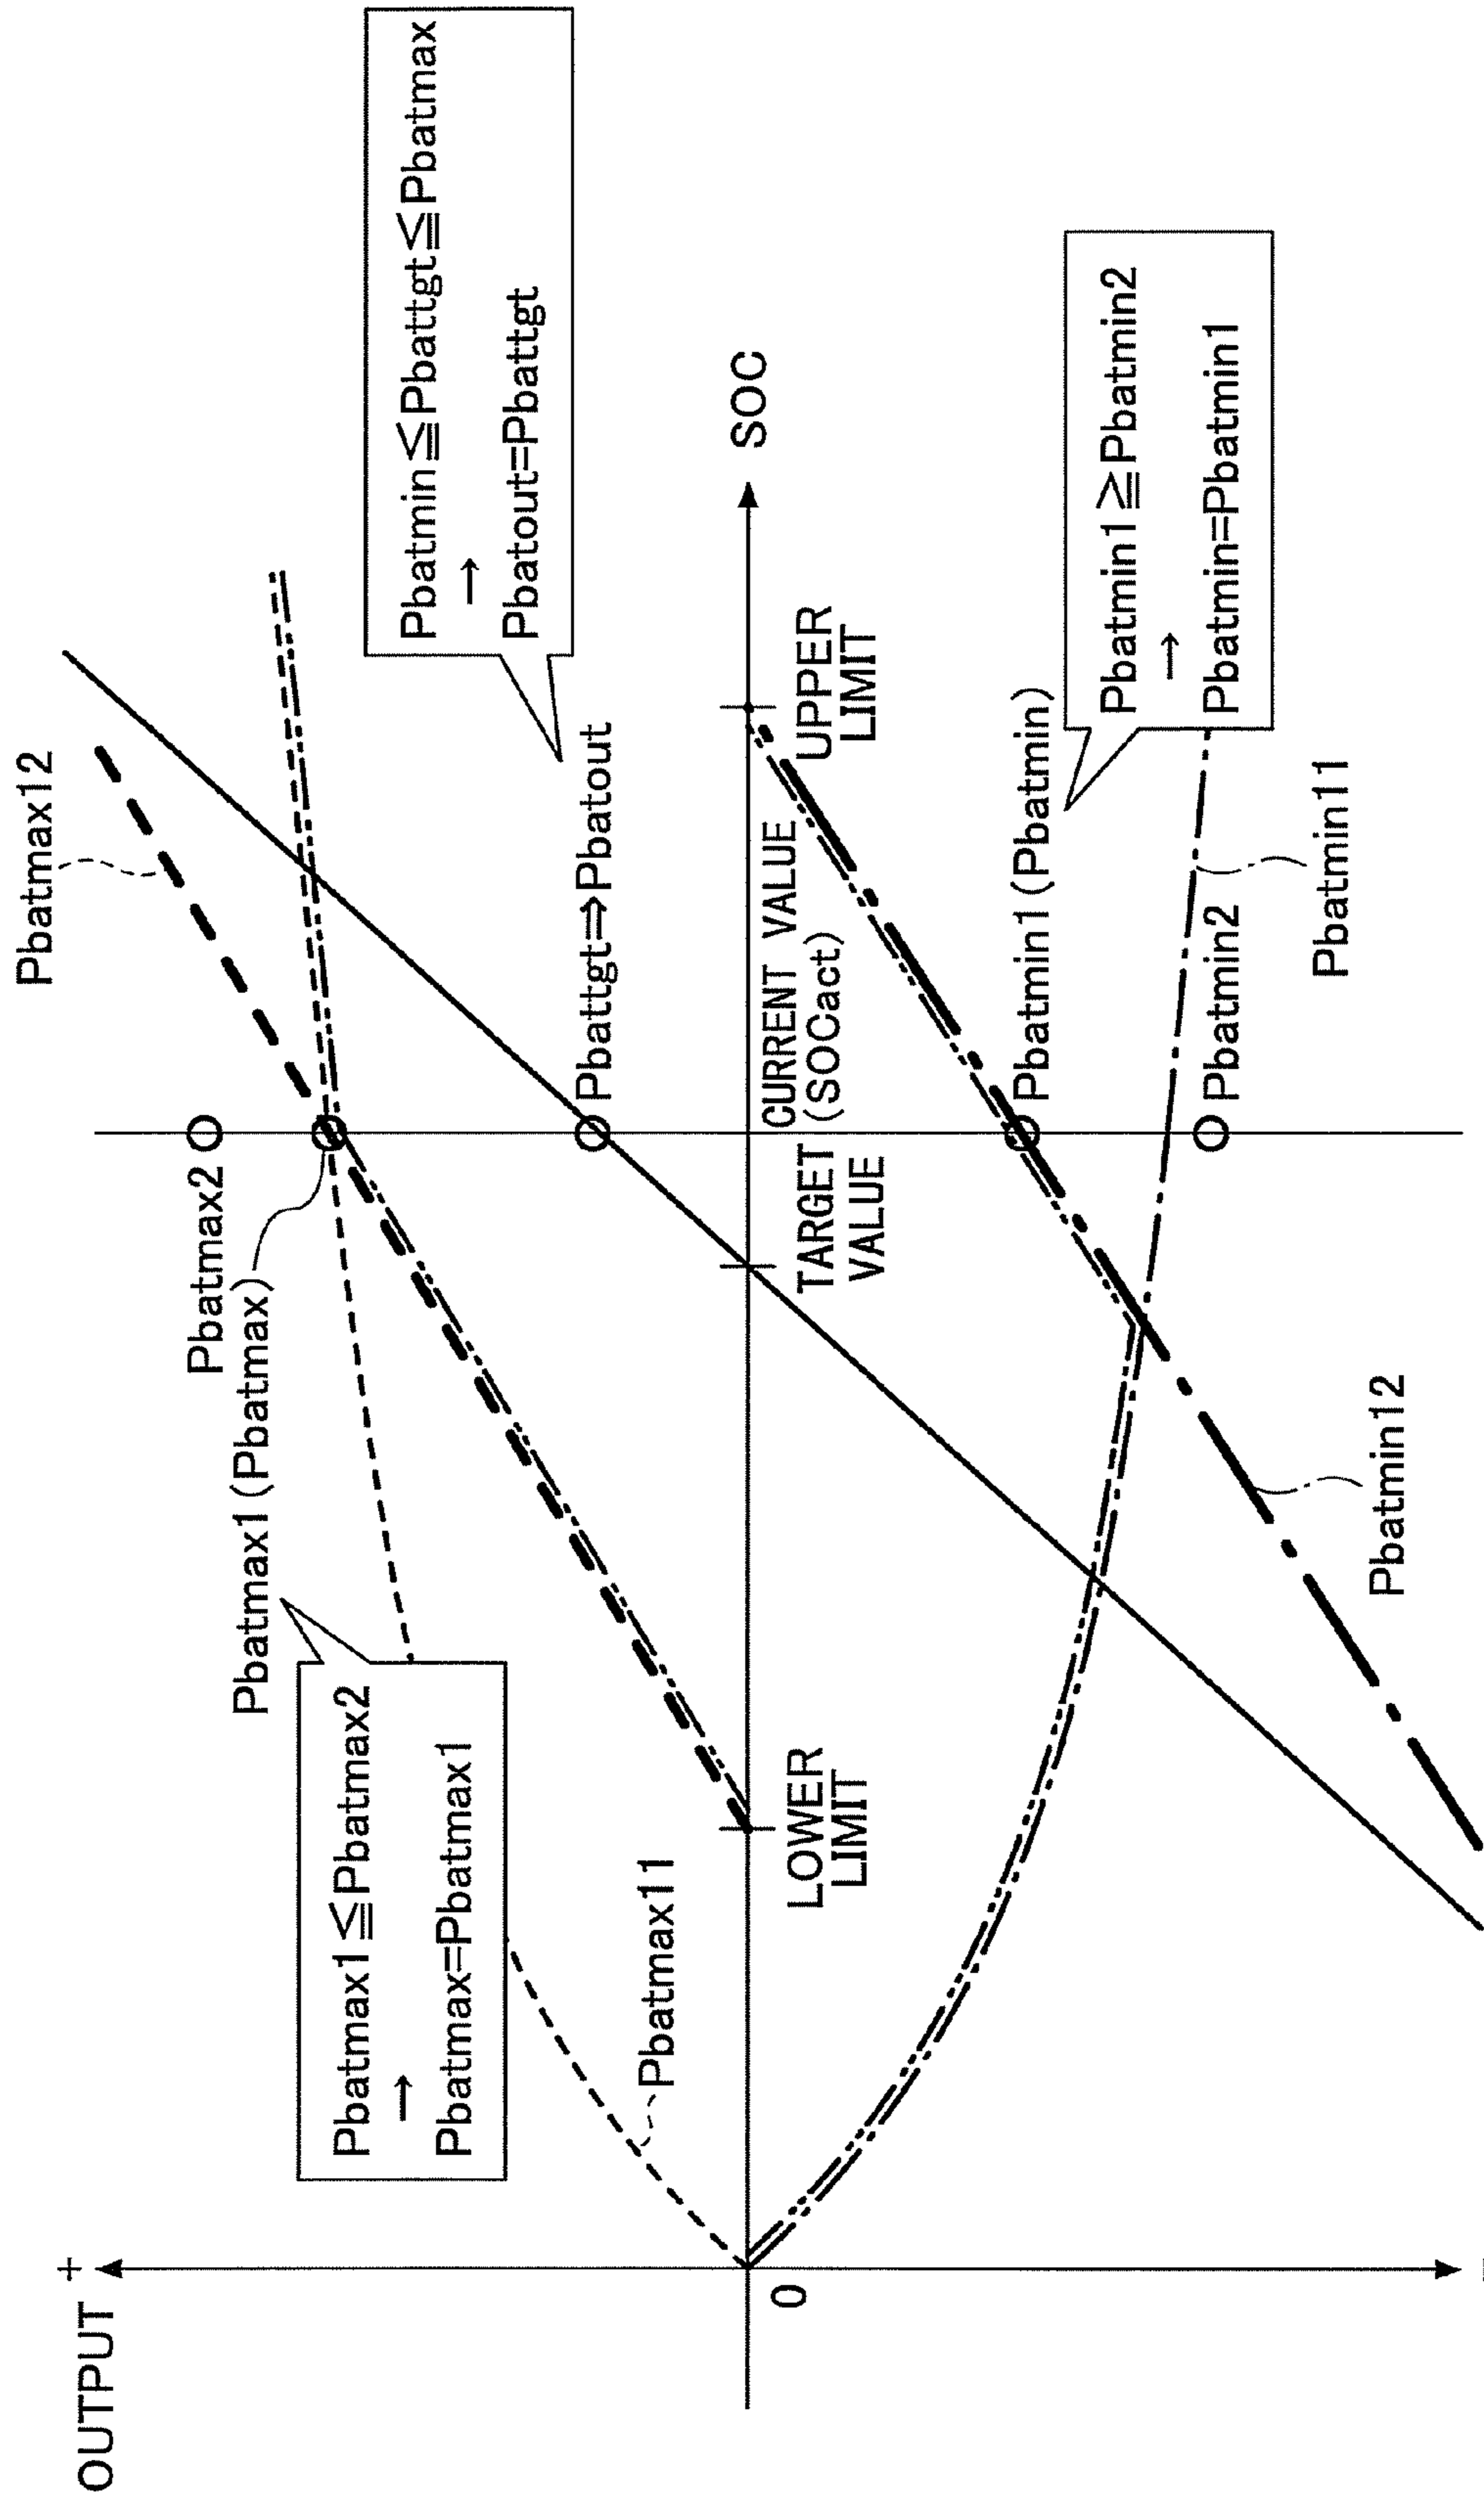 OUTPUT
+
Pbatmax12
Pbatmax2
Pbatmax1(Pbatmax)
Pbatmax1≦Pbatmax2
→
Pbatmax=Pbatmax1
Pbatmin≦Pbattgt≦Pbatmax
→
Pbatout=Pbattgt
Pbattgt⇒Pbatout
Pbatmax11
SOC
0
LOWER
LIMIT
TARGET
VALUE
CURRENT VALUE
(SOCact)
UPPER
LIMIT
Pbatmin1(Pbatmin)
Pbatmin1≧Pbatmin2
→
Pbatmin=Pbatmin1
Pbatmin2
Pbatmin11
Pbatmin12
-